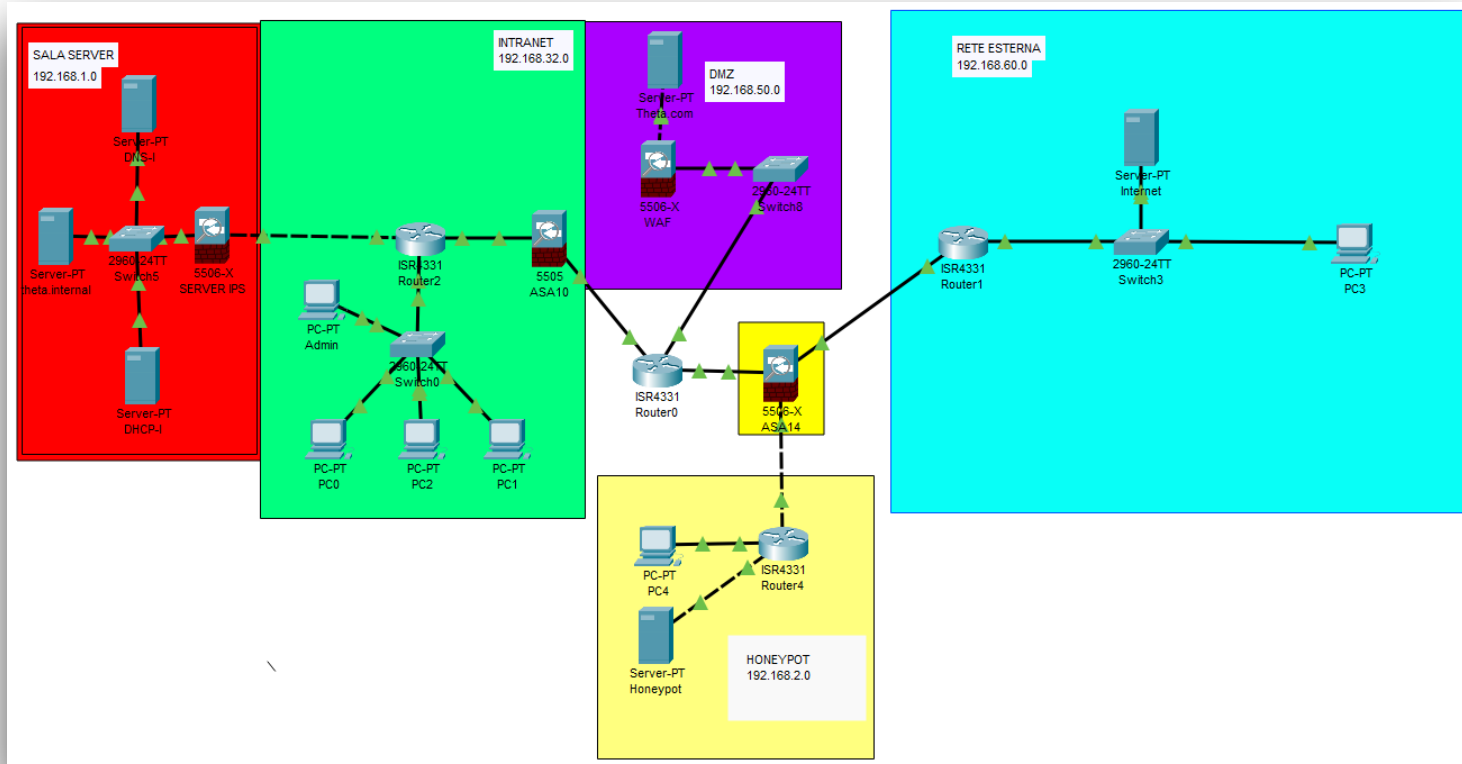 SALA SERVER
192.168.1.0
Server-PT
DNS-I
Server-PT
theta.internal
2960-24TT
Switch5
5506-X
SERVER IPS
Server-PT
DHCP-I
INTRANET
192.168.32.0
ISR4331
Router2
5505
ASA10
PC-PT
Admin
2960-24TT
Switch0
PC-PT
PC0
PC-PT
PC2
PC-PT
PC1
DMZ
192.168.50.0
Server-PT
Theta.com
5506-X
WAF
2960-24TT
Switch8
ISR4331
Router0
5506-X
ASA14
RETE ESTERNA
192.168.60.0
Server-PT
Internet
ISR4331
Router1
2960-24TT
Switch3
PC-PT
PC3
PC-PT
PC4
ISR4331
Router4
Server-PT
Honeypot
HONEYPOT
192.168.2.0